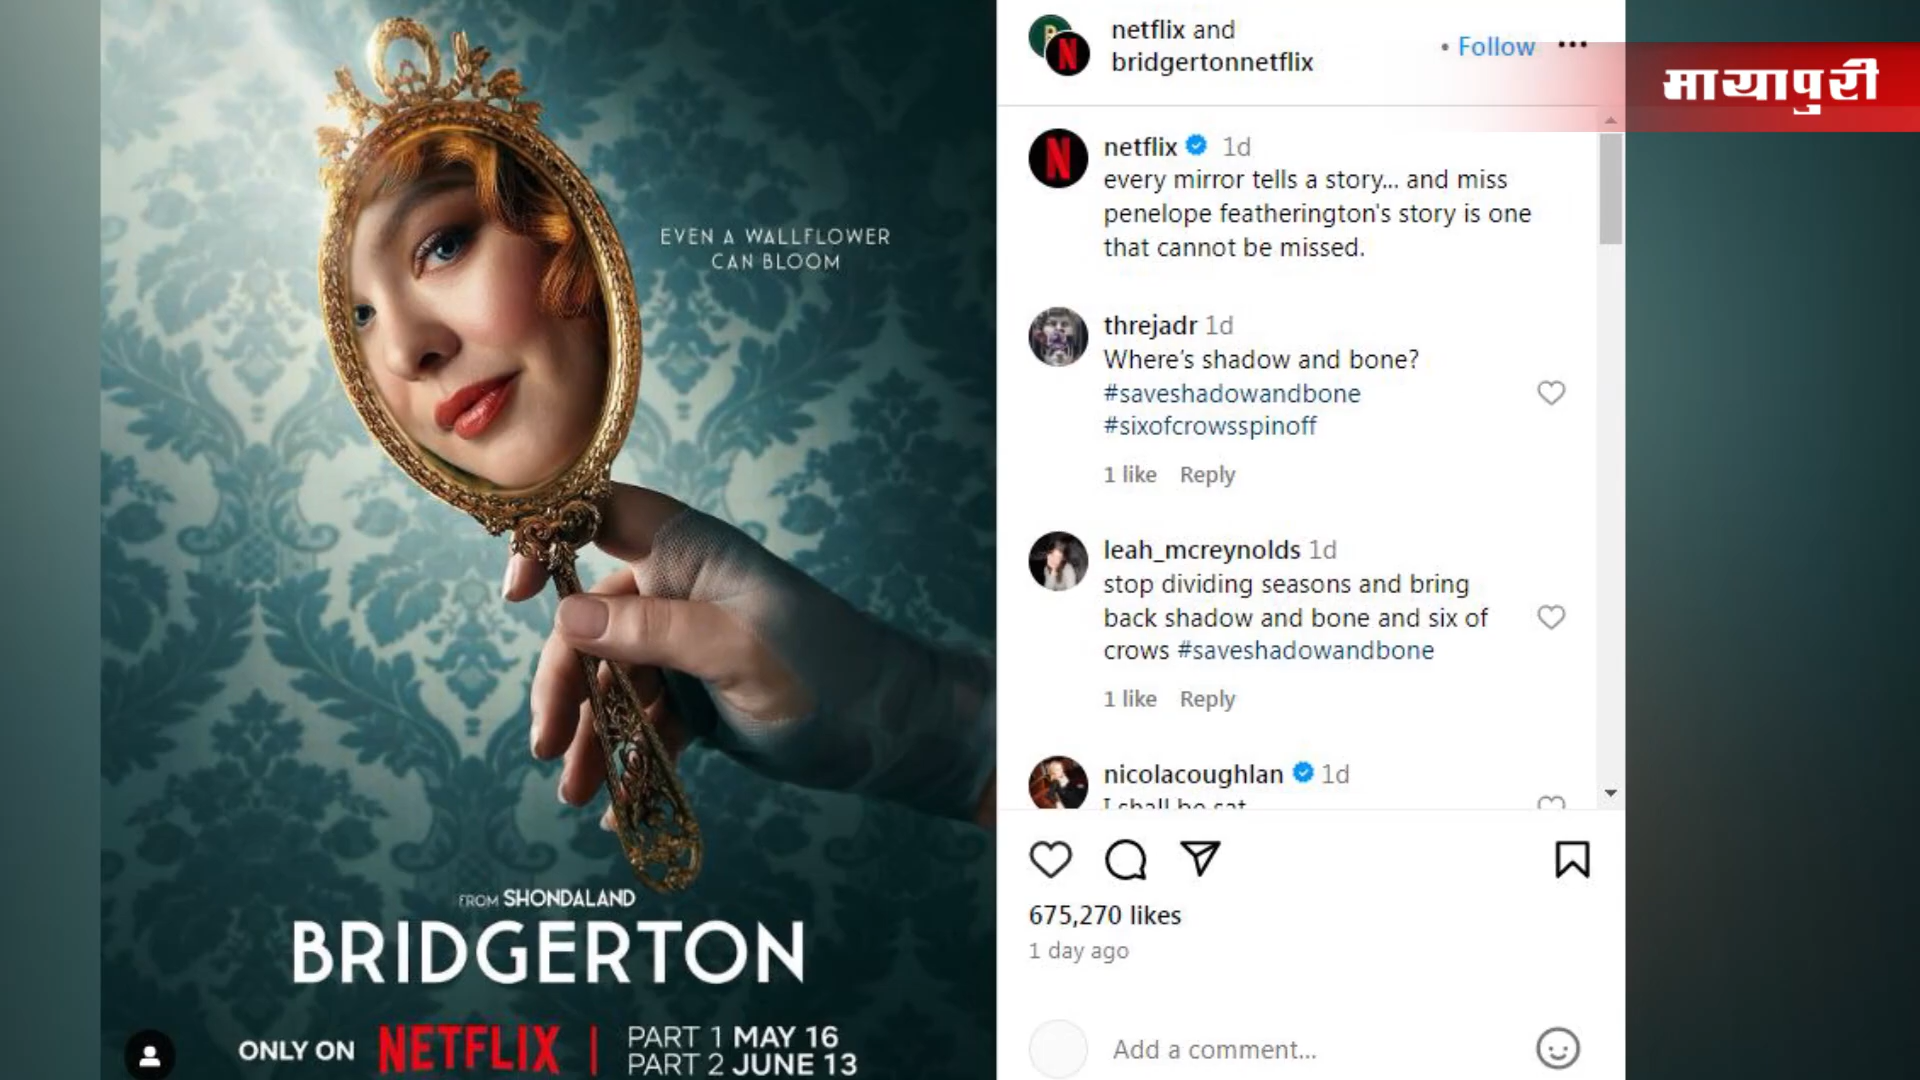 EVEN A WALLFLOWER
CAN BLOOM
FROM SHONDALAND
BRIDGERTON
ONLY ON NETFLIX | PART 1 MAY 16
PART 2 JUNE 13
netflix and
bridgertonnetflix
• Follow
मायापुरी
netflix 1d
every mirror tells a story... and miss
penelope featherington's story is one
that cannot be missed.
threjadr 1d
Where’s shadow and bone?
#saveshadowandbone
#sixofcrowsspinoff
1 like Reply
leah_mcreynolds 1d
stop dividing seasons and bring
back shadow and bone and six of
crows #saveshadowandbone
1 like Reply
nicolacoughlan 1d
I shall be sat
675,270 likes
1 day ago
Add a comment...